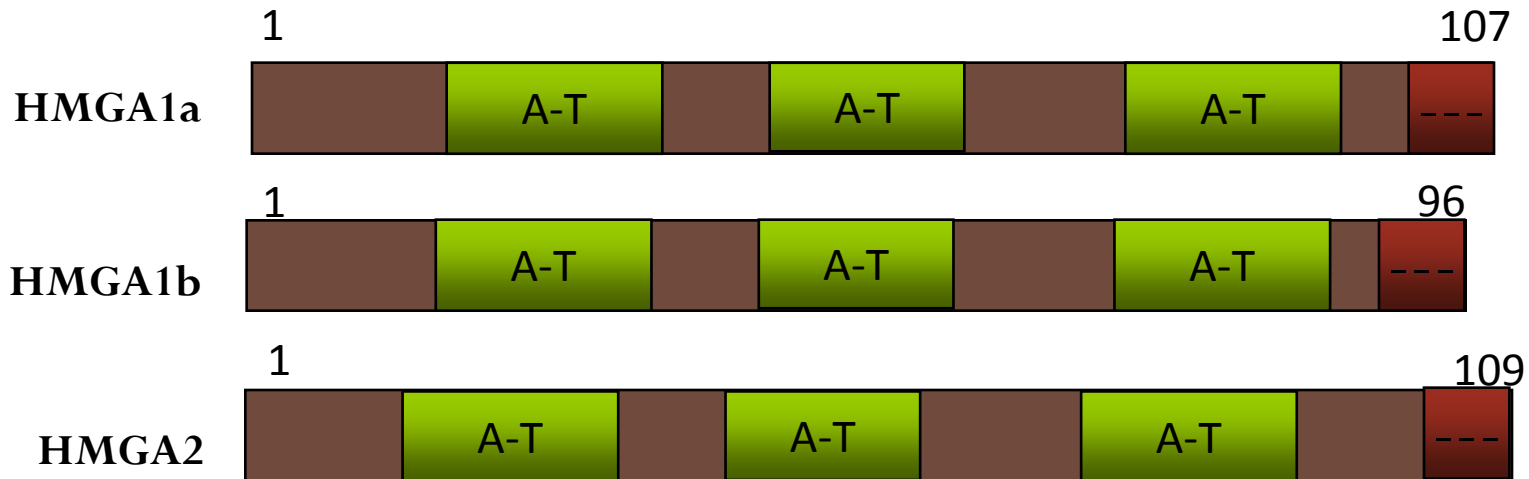 1 107
HMGA1a A-T A-T A-T ---
1 96
HMGA1b A-T A-T A-T ---
1 109
HMGA2 A-T A-T A-T ---